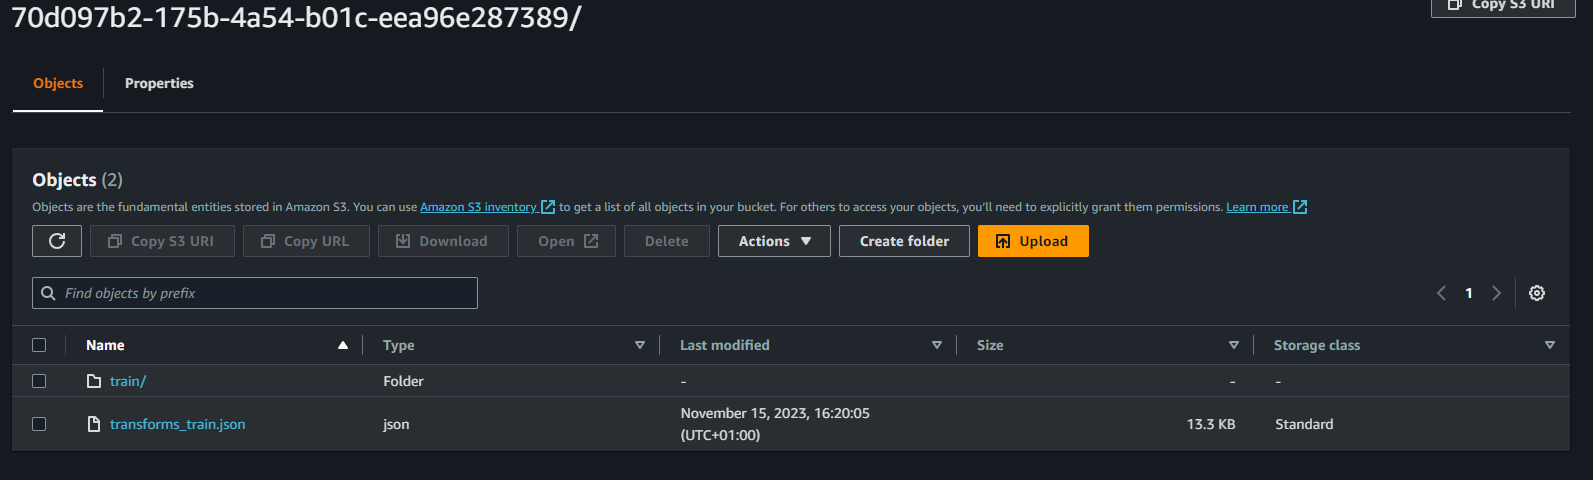 70d097b2-175b-4a54-b01c-eea96e287389/
Copy S3 URI
Objects
Properties
Objects (2)
Objects are the fundamental entities stored in Amazon S3. You can use Amazon S3 inventory to get a list of all objects in your bucket. For others to access your objects, you'll need to explicitly grant them permissions. Learn more
Copy S3 URI Copy URL Download Open Delete Actions Create folder Upload
Find objects by prefix
1
Name Type Last modified Size Storage class
train/ Folder - - -
transforms_train.json json November 15, 2023, 16:20:05 13.3 KB Standard
(UTC+01:00)